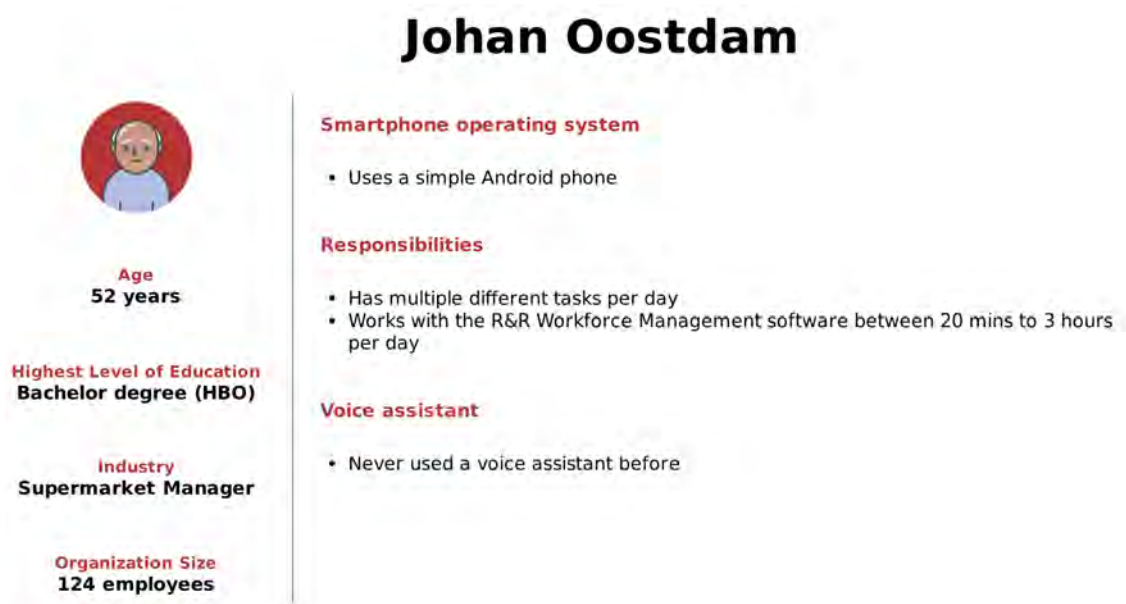 Johan Oostdam
Age
52 years
Highest Level of Education
Bachelor degree (HBO)
Industry
Supermarket Manager
Organization Size
124 employees
Smartphone operating system
• Uses a simple Android phone
Responsibilities
• Has multiple different tasks per day
• Works with the R&R Workforce Management software between 20 mins to 3 hours
per day
Voice assistant
• Never used a voice assistant before